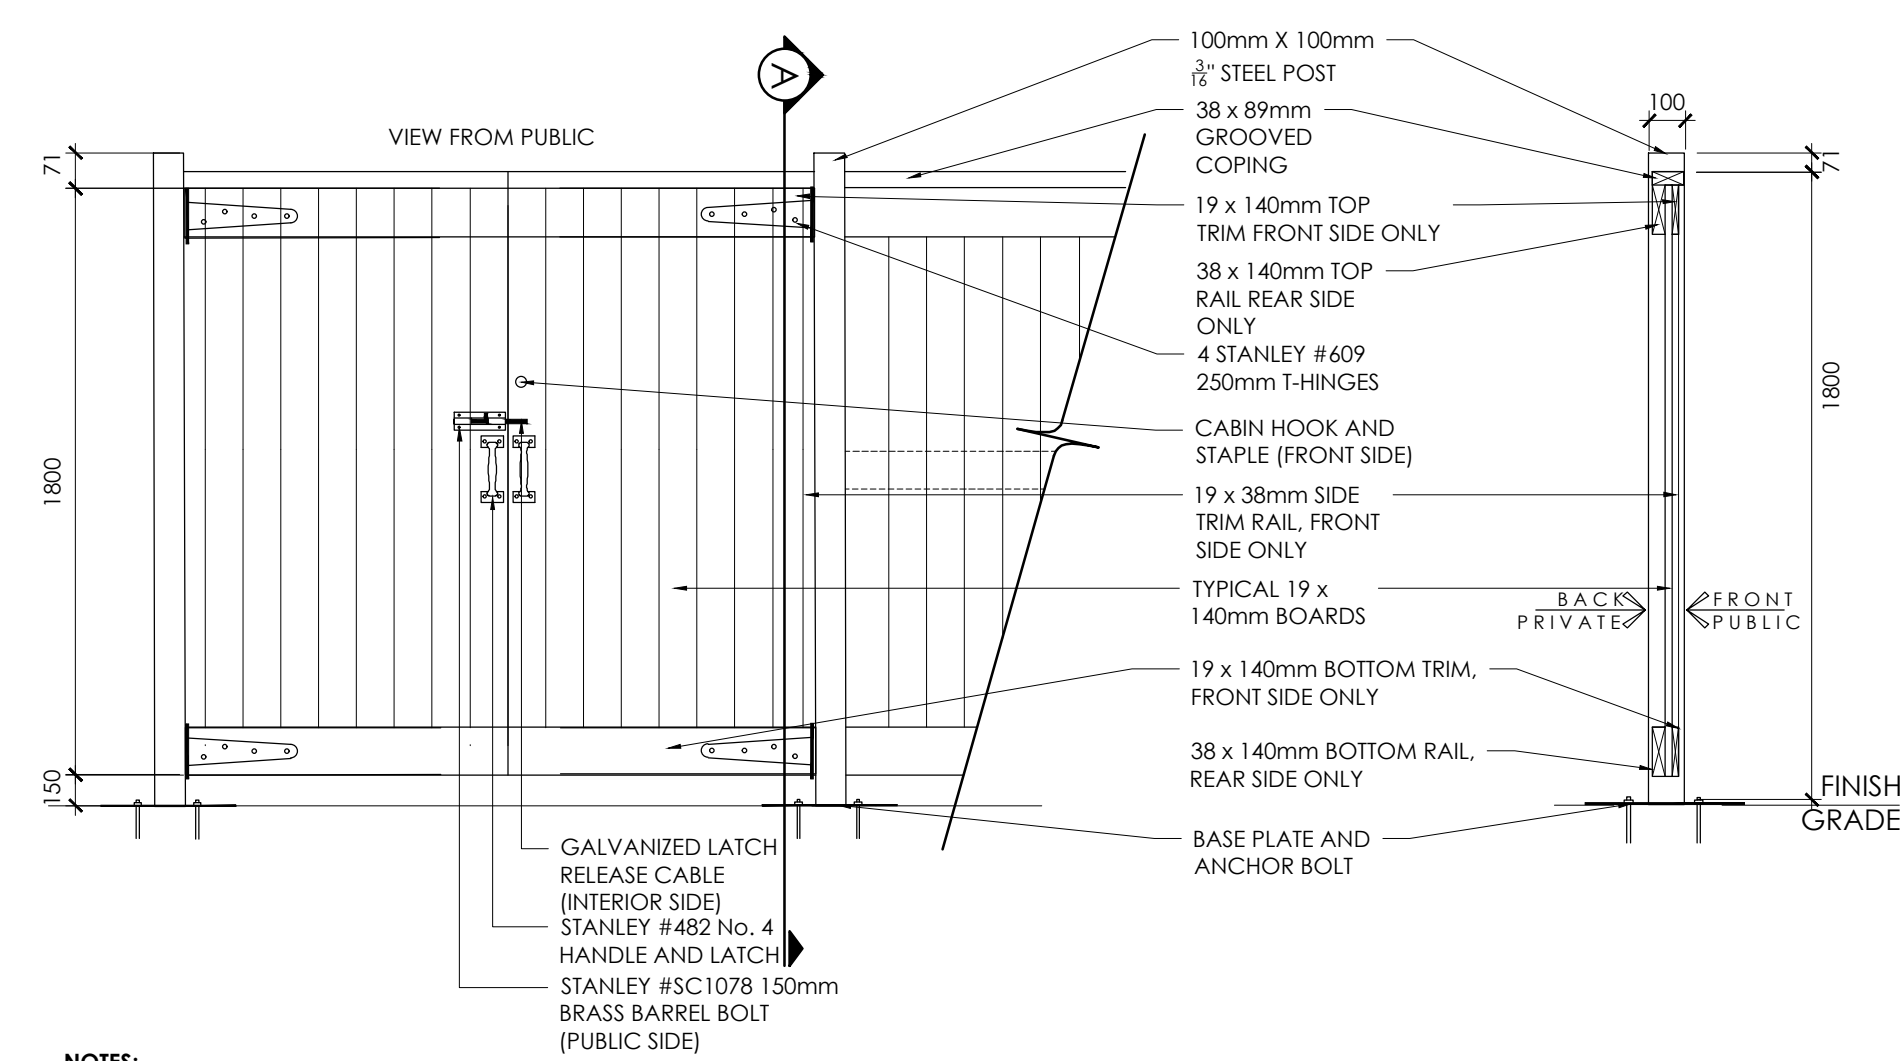 VIEW FROM PUBLIC
A
71
1800
150
100mm X 100mm
3/16" STEEL POST
38 x 89mm
GROOVED
COPING
19 x 140mm TOP
TRIM FRONT SIDE ONLY
38 x 140mm TOP
RAIL REAR SIDE
ONLY
4 STANLEY #609
250mm T-HINGES
CABIN HOOK AND
STAPLE (FRONT SIDE)
19 x 38mm SIDE
TRIM RAIL, FRONT
SIDE ONLY
TYPICAL 19 x
140mm BOARDS
19 x 140mm BOTTOM TRIM,
FRONT SIDE ONLY
38 x 140mm BOTTOM RAIL,
REAR SIDE ONLY
BASE PLATE AND
ANCHOR BOLT
100
71
1800
BACK
PRIVATE
FRONT
PUBLIC
FINISH
GRADE
GALVANIZED LATCH
RELEASE CABLE
(INTERIOR SIDE)
STANLEY #482 No. 4
HANDLE AND LATCH
STANLEY #SC1078 150mm
BRASS BARREL BOLT
(PUBLIC SIDE)
NOTES: